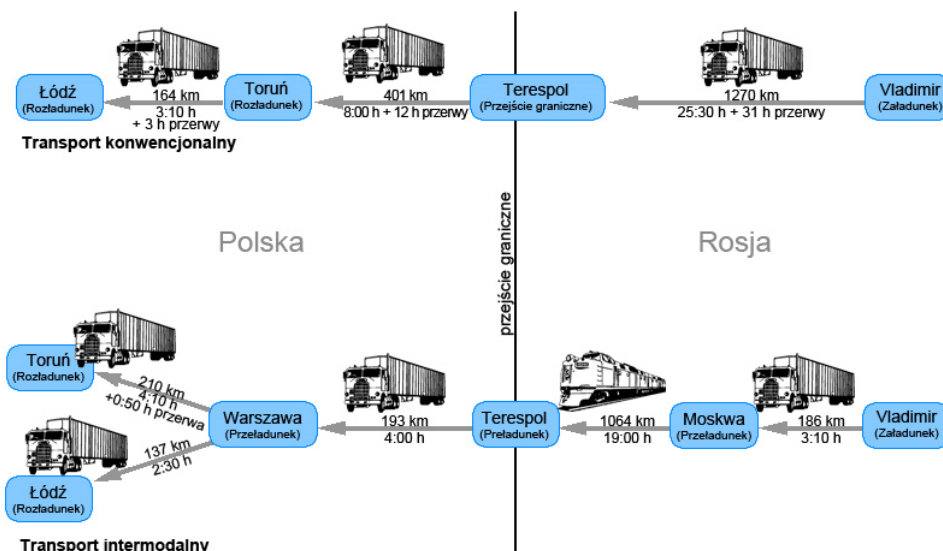 Łódź
(Rozładunek)
164 km
3:10 h
+ 3 h przerwy
Toruń
(Rozładunek)
401 km
8:00 h + 12 h przerwy
Terespol
(Przejście graniczne)
1270 km
25:30 h + 31 h przerwy
Vladimir
(Załadunek)
Transport konwencjonalny
Polska
przejście graniczne
Rosja
Toruń
(Rozładunek)
210 km
4:10 h
+0:50 h przerwa
Łódź
(Rozładunek)
137 km
2:30 h
Warszawa
(Przeładunek)
193 km
4:00 h
Terespol
(Preładunek)
1064 km
19:00 h
Moskwa
(Przeładunek)
186 km
3:10 h
Vladimir
(Załadunek)
Transport intermodalny